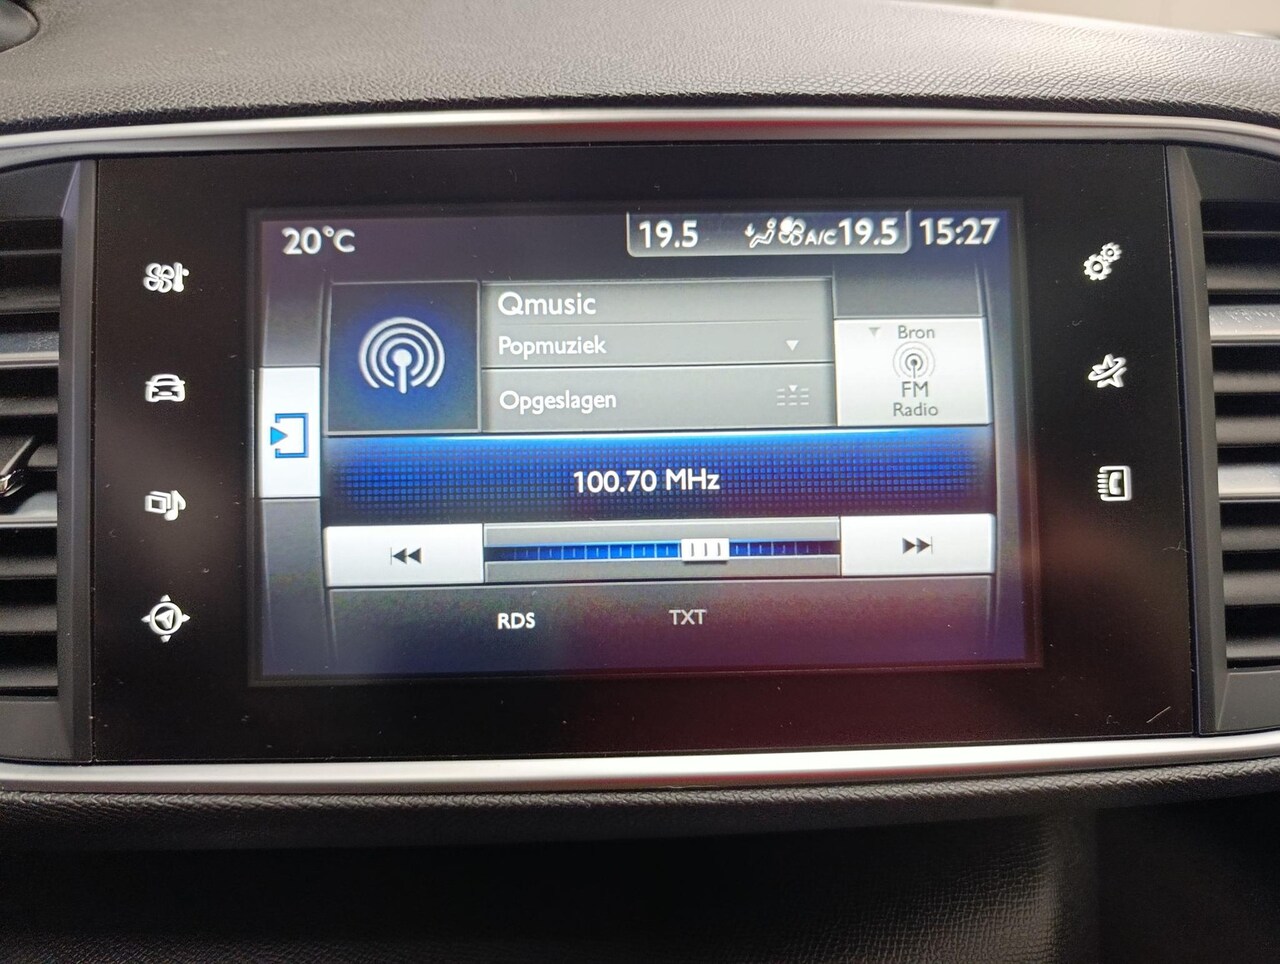 20°C
19.5 A/C 19.5 15:27
Qmusic
Popmuziek
Opgeslagen
Bron
FM
Radio
100.70 MHz
RDS TXT